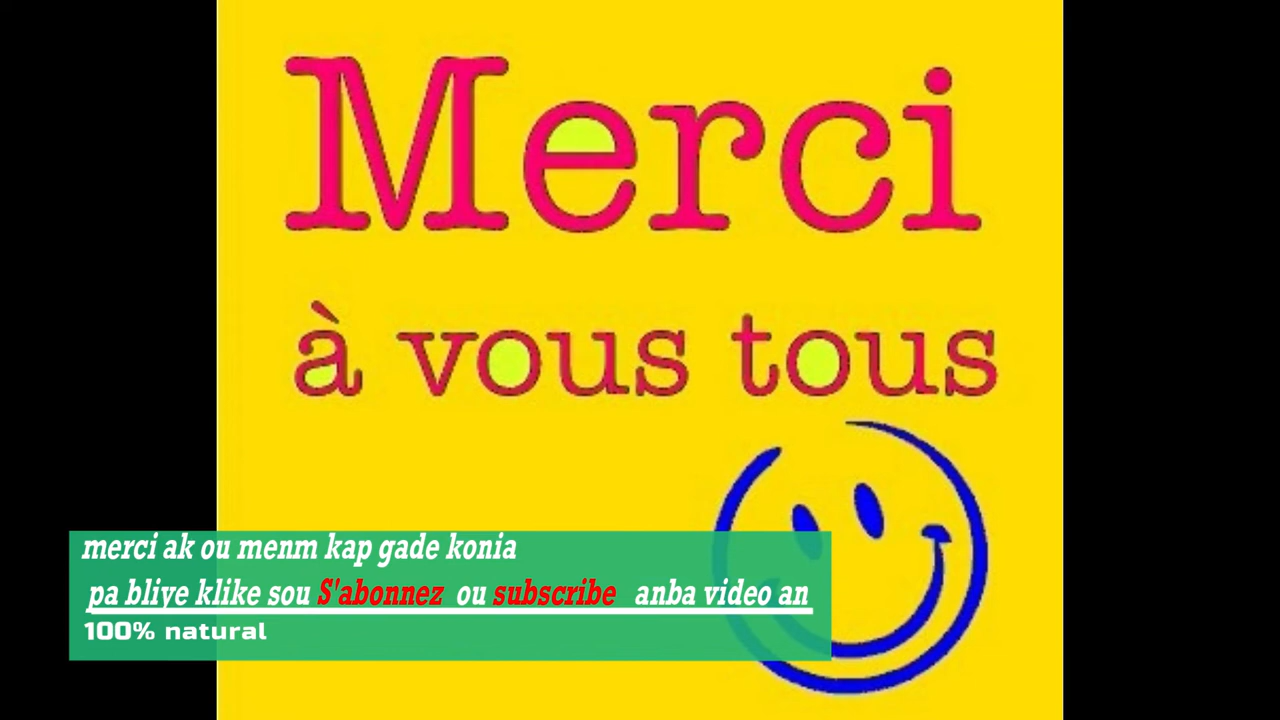 Merci
à vous tous
merci ak ou menm kap gade konia
pa bliye klike sou S'abonnez ou subscribe anba video an
100% natural